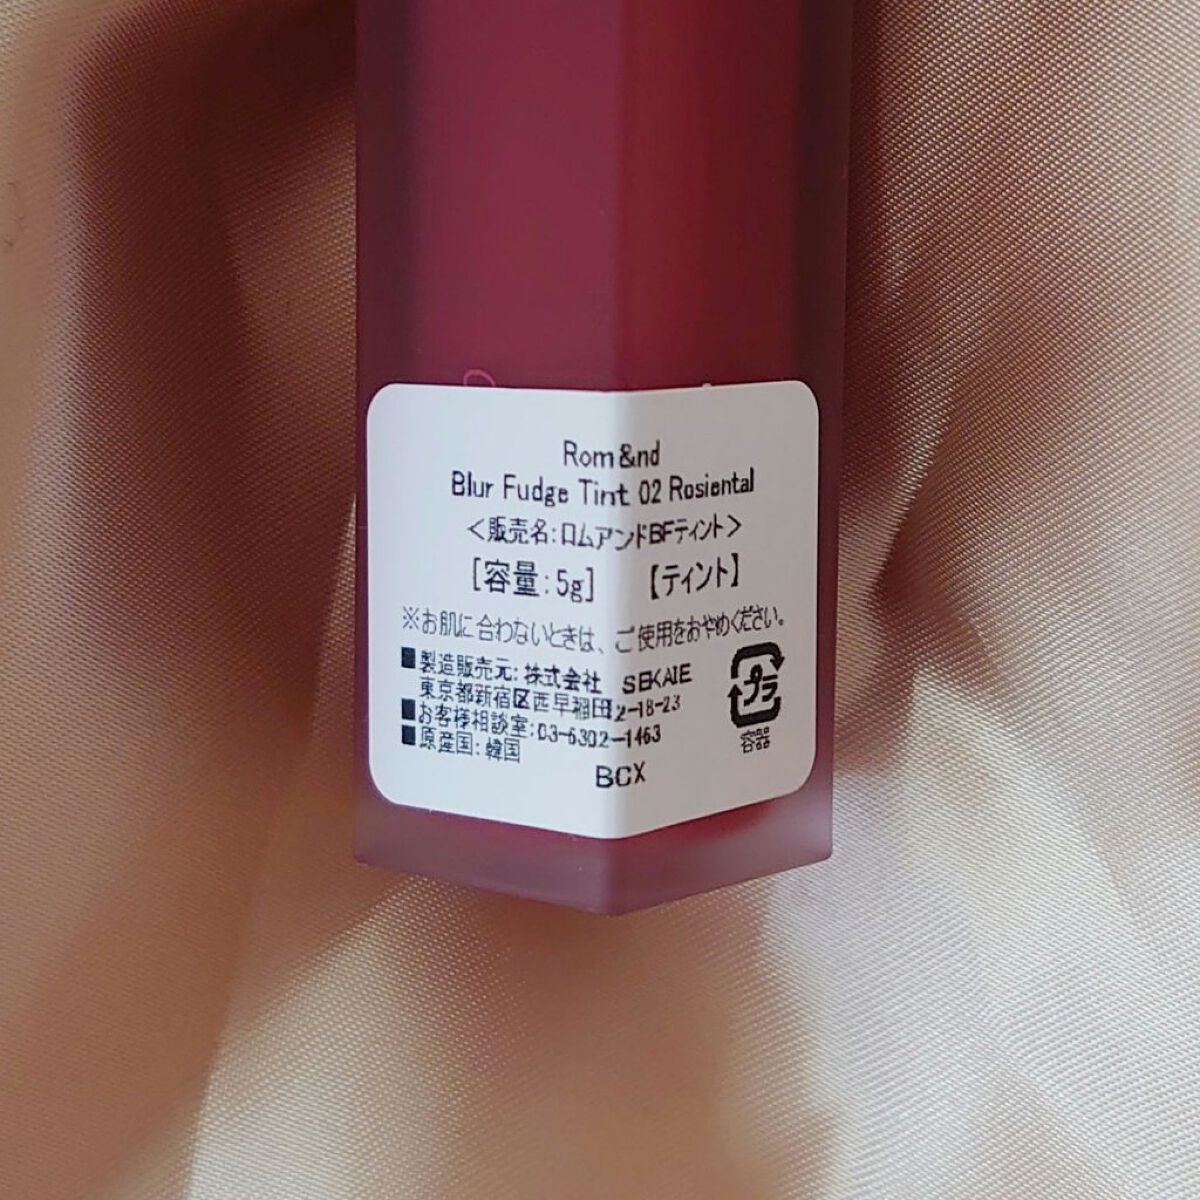 Rom&nd
Blur Fudge Tint 02 Rosiental
<販売名:ロムアンドBFティント>
[容量:5g] 【ティント】
※お肌に合わないときは、ご使用をおやめください。
■製造販売元:株式会社 SEKAIE
東京都新宿区西早稲田2-18-23
■お客様相談室:03-6302-1463
■原産国:韓国
プラ
容器
BCX